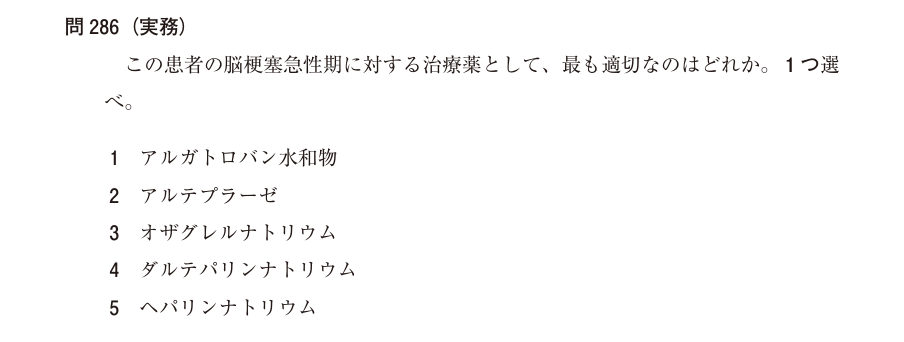 問 286（実務）
この患者の脳梗塞急性期に対する治療薬として、最も適切なのはどれか。1つ選
べ。
1 アルガトロバン水和物
2 アルテプラーゼ
3 オザグレルナトリウム
4 ダルテパリンナトリウム
5 ヘパリンナトリウム